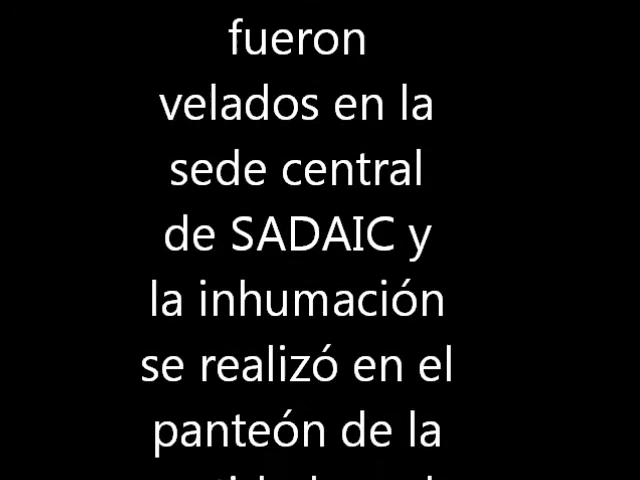 fueron
velados en la
sede central
de SADAIC y
la inhumación
se realizó en el
panteón de la